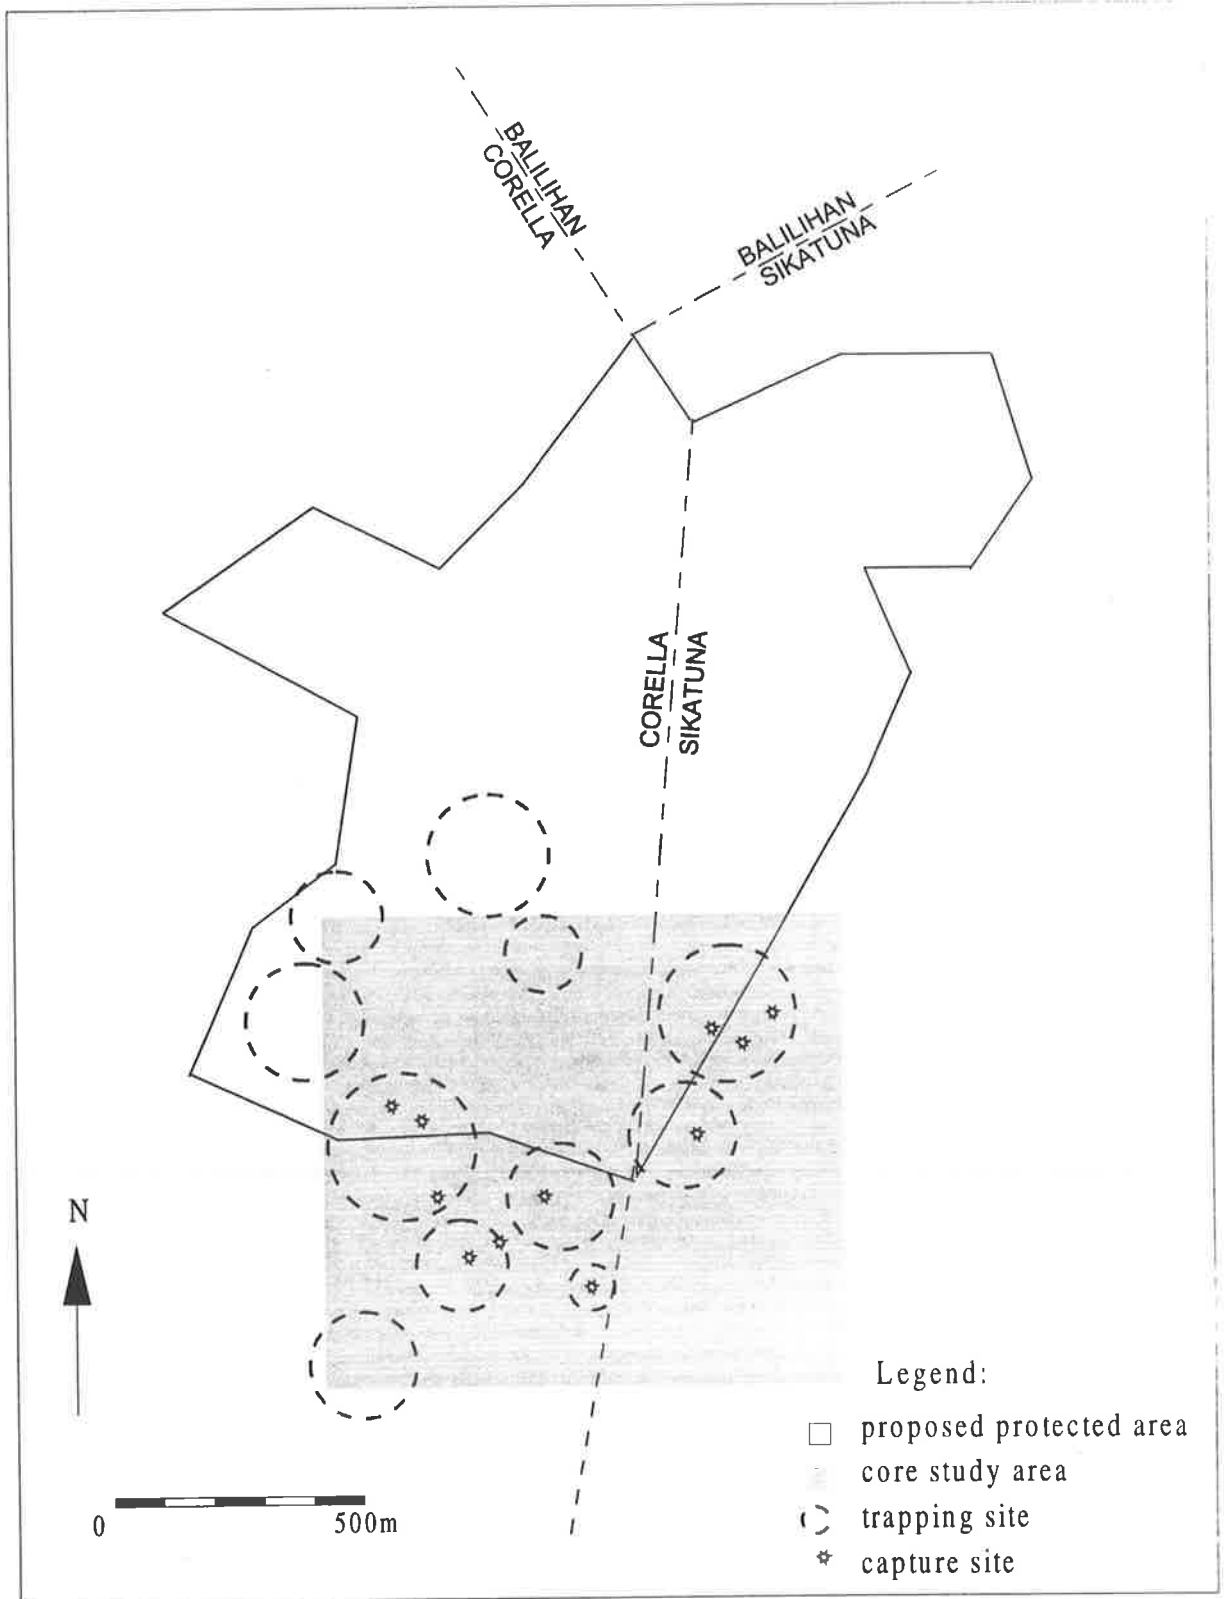 BALILIHAN
CORELLA
BALILIHAN
SIKATUNA
CORELLA
SIKATUNA
N
0 500m
Legend:
proposed protected area
core study area
trapping site
capture site